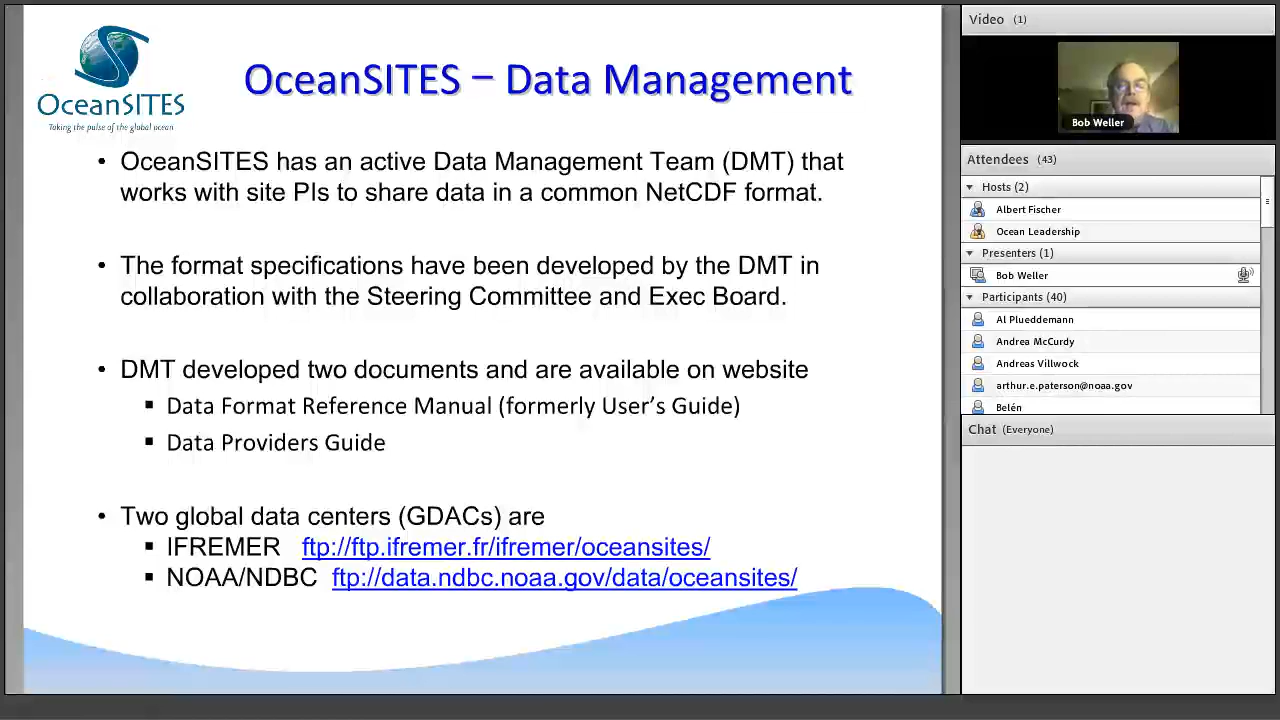 OceanSITES
Taking the pulse of the global ocean
OceanSITES – Data Management
• OceanSITES has an active Data Management Team (DMT) that
works with site PIs to share data in a common NetCDF format.
• The format specifications have been developed by the DMT in
collaboration with the Steering Committee and Exec Board.
• DMT developed two documents and are available on website
▪ Data Format Reference Manual (formerly User's Guide)
▪ Data Providers Guide
• Two global data centers (GDACs) are
▪ IFREMER ftp://ftp.ifremer.fr/ifremer/oceansites/
▪ NOAA/NDBC ftp://data.ndbc.noaa.gov/data/oceansites/
Video (1)
Bob Weller
Attendees (43)
Hosts (2)
Albert Fischer
Ocean Leadership
Presenters (1)
Bob Weller
Participants (40)
Al Plueddemann
Andrea McCurdy
Andreas Villwock
arthur.e.paterson@noaa.gov
Belén
Chat (Everyone)